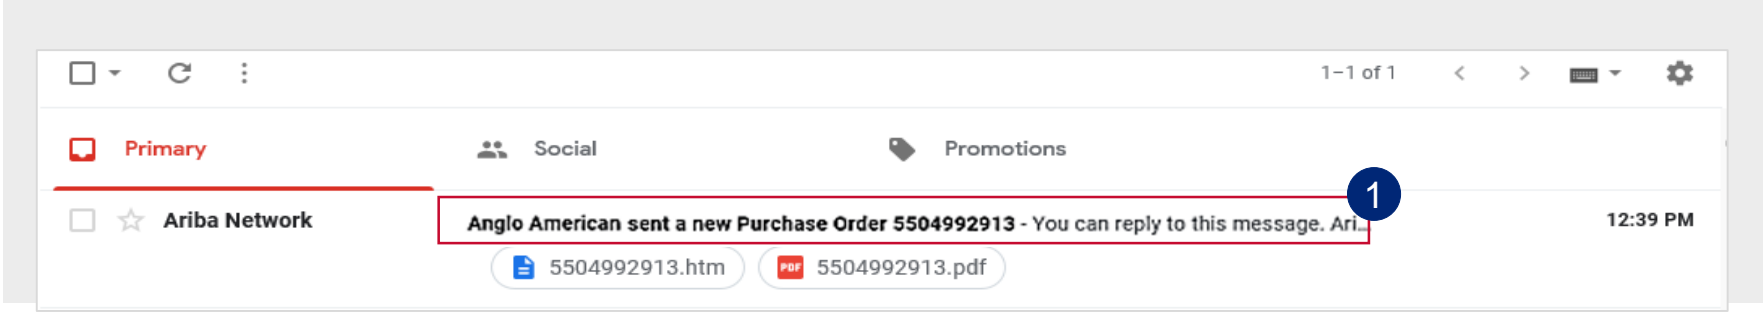 1–1 of 1
Primary Social Promotions
1
Ariba Network Anglo American sent a new Purchase Order 5504992913 - You can reply to this message. Ari... 12:39 PM
5504992913.htm PDF 5504992913.pdf